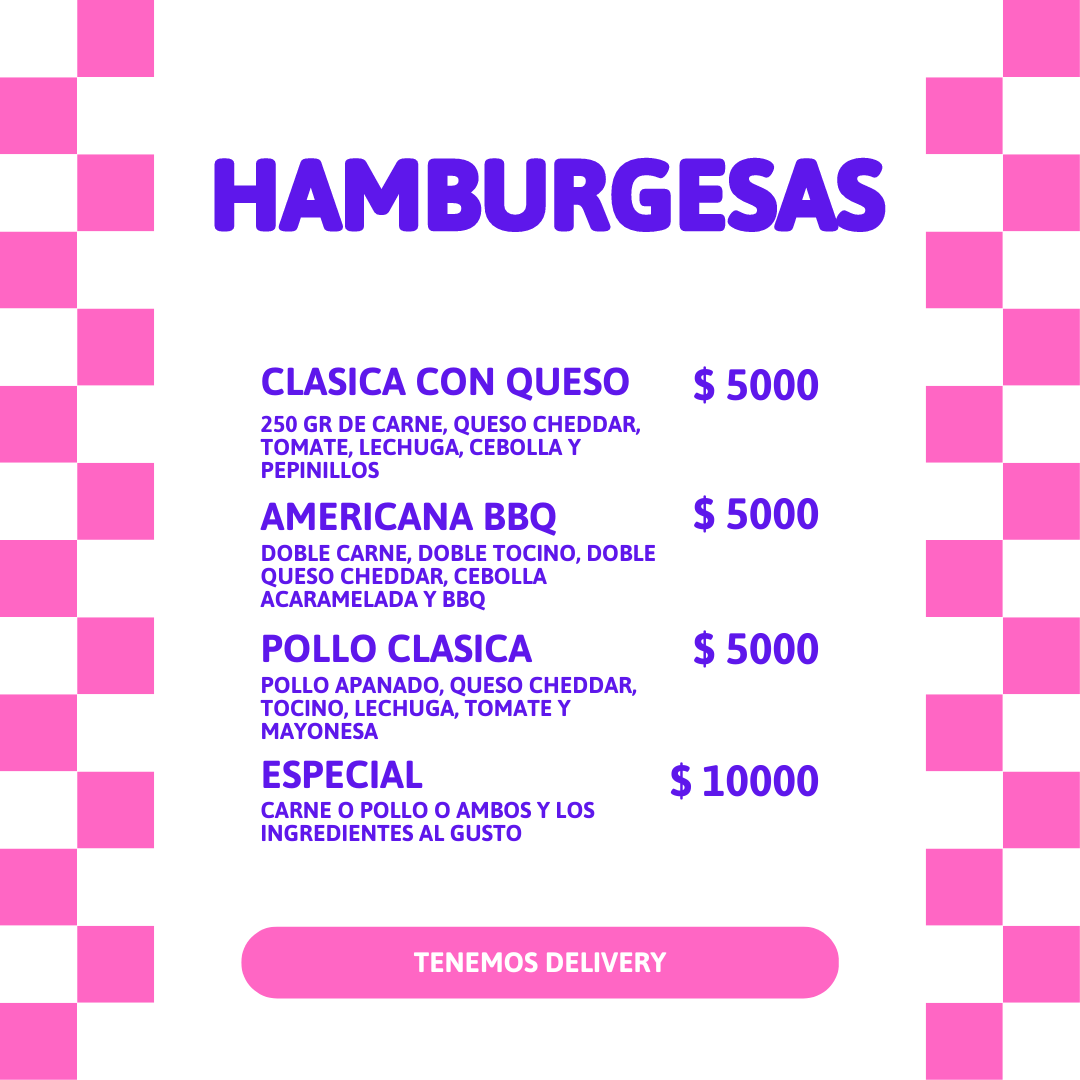 HAMBURGESAS
CLASICA CON QUESO $ 5000
250 GR DE CARNE, QUESO CHEDDAR,
TOMATE, LECHUGA, CEBOLLA Y
PEPINILLOS
AMERICANA BBQ $ 5000
DOBLE CARNE, DOBLE TOCINO, DOBLE
QUESO CHEDDAR, CEBOLLA
ACARAMELADA Y BBQ
POLLO CLASICA $ 5000
POLLO APANADO, QUESO CHEDDAR,
TOCINO, LECHUGA, TOMATE Y
MAYONESA
ESPECIAL $ 10000
CARNE O POLLO O AMBOS Y LOS
INGREDIENTES AL GUSTO
TENEMOS DELIVERY